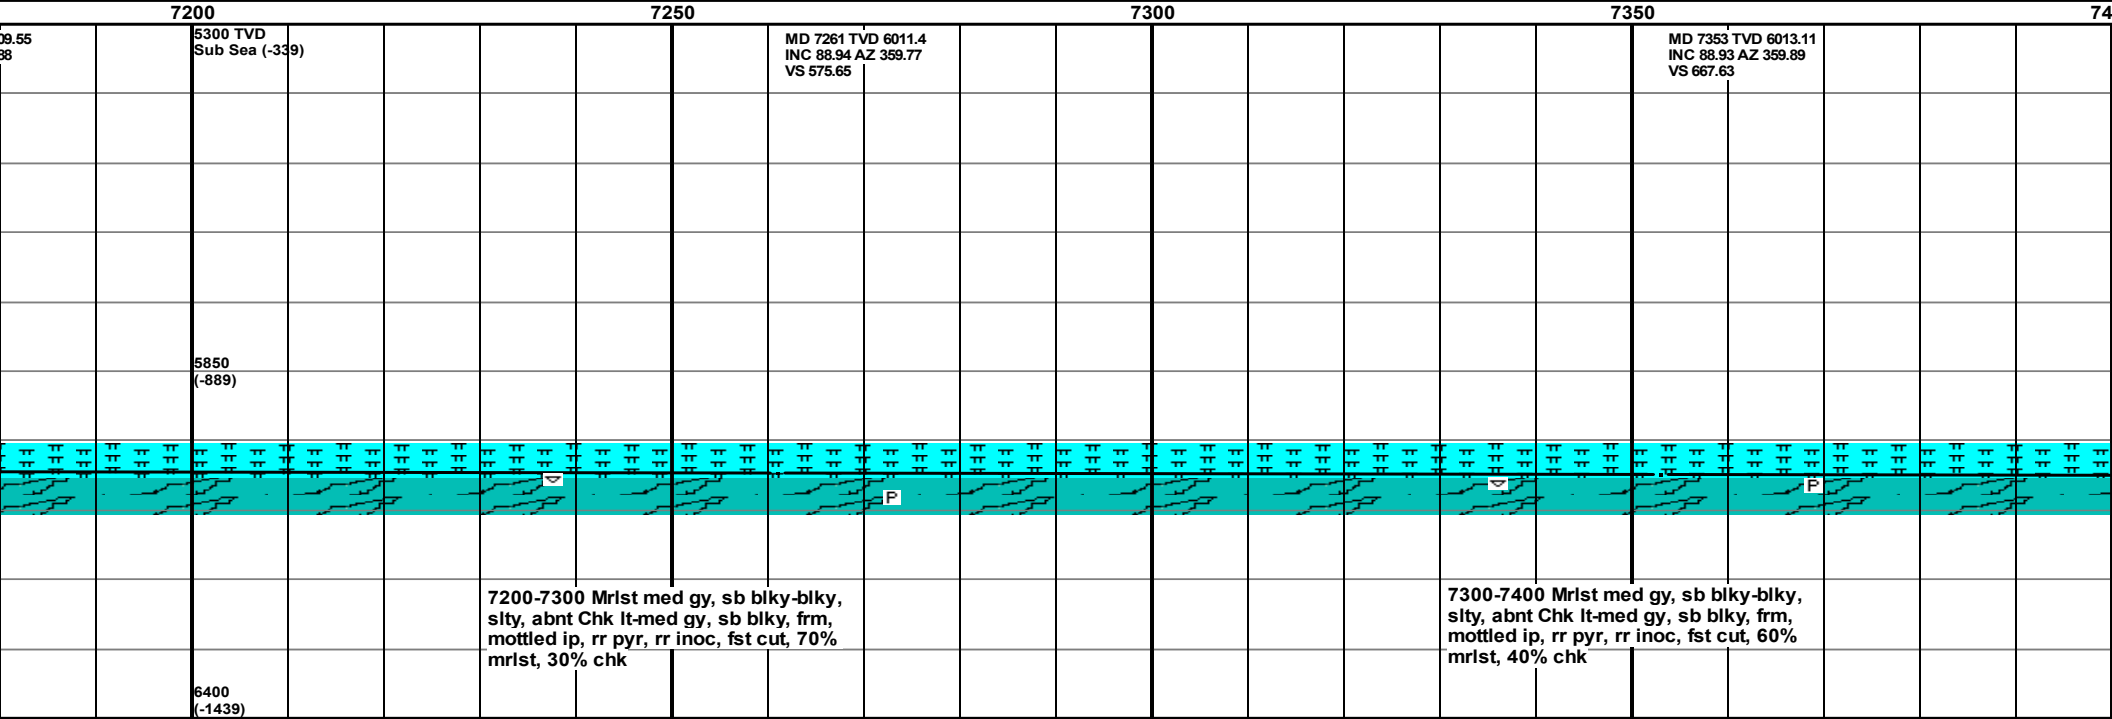 7200 7250 7300 7350 74
09.55
88
5300 TVD
Sub Sea (-339)
MD 7261 TVD 6011.4
INC 88.94 AZ 359.77
VS 575.65
MD 7353 TVD 6013.11
INC 88.93 AZ 359.89
VS 667.63
5850
(-889)
P
P
7200-7300 Mrlst med gy, sb blky-blky,
slty, abnt Chk lt-med gy, sb blky, frm,
mottled ip, rr pyr, rr inoc, fst cut, 70%
mrlst, 30% chk
7300-7400 Mrlst med gy, sb blky-blky,
slty, abnt Chk lt-med gy, sb blky, frm,
mottled ip, rr pyr, rr inoc, fst cut, 60%
mrlst, 40% chk
6400
(-1439)